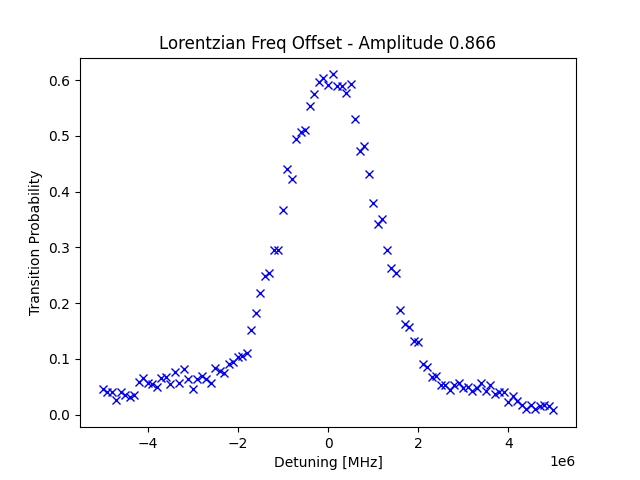 Lorentzian Freq Offset - Amplitude 0.866
Transition Probability
0.6
0.5
0.4
0.3
0.2
0.1
0.0
−4 −2 0 2 4
1e6
Detuning [MHz]